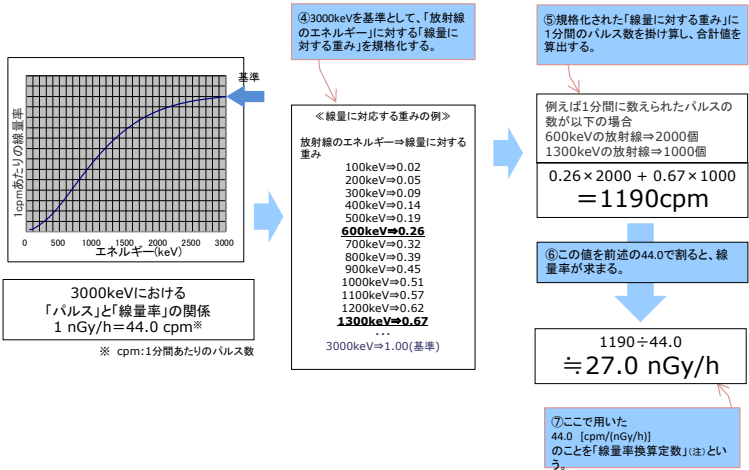 ④3000keVを基準として、「放射線
のエネルギー」に対する「線量に
対する重み」を規格化する。
⑤規格化された「線量に対する重み」に
1分間のパルス数を掛け算し、合計値を
算出する。
基準
1cpmあたりの線量率
0 500 1000 1500 2000 2500 3000
エネルギー(keV)
3000keVにおける
「パルス」と「線量率」の関係
1 nGy/h＝44.0 cpm※
※ cpm:1分間あたりのパルス数
≪線量に対応する重みの例≫
放射線のエネルギー⇒線量に対する
重み
100keV⇒0.02
200keV⇒0.05
300keV⇒0.09
400keV⇒0.14
500keV⇒0.19
600keV⇒0.26
700keV⇒0.32
800keV⇒0.39
900keV⇒0.45
1000keV⇒0.51
1100keV⇒0.57
1200keV⇒0.62
1300keV⇒0.67
…
3000keV⇒1.00(基準)
例えば1分間に数えられたパルスの
数が以下の場合
600keVの放射線⇒2000個
1300keVの放射線⇒1000個
0.26×2000 + 0.67×1000
＝1190cpm
⑥この値を前述の44.0で割ると、線
量率が求まる。
1190÷44.0
≒27.0 nGy/h
⑦ここで用いた
44.0 [cpm/(nGy/h)]
のことを「線量率換算定数」(注)とい
う。